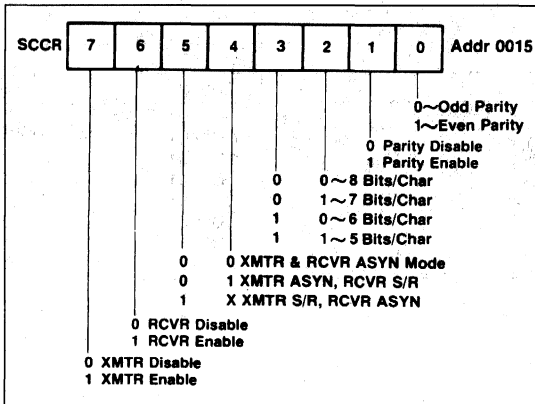 SCCR 7 6 5 4 3 2 1 0 Addr 0015
0~Odd Parity
1~Even Parity
0 Parity Disable
1 Parity Enable
0 0~8 Bits/Char
0 1~7 Bits/Char
1 0~6 Bits/Char
1 1~5 Bits/Char
0 0 XMTR & RCVR ASYN Mode
0 1 XMTR ASYN, RCVR S/R
1 X XMTR S/R, RCVR ASYN
0 RCVR Disable
1 RCVR Enable
0 XMTR Disable
1 XMTR Enable